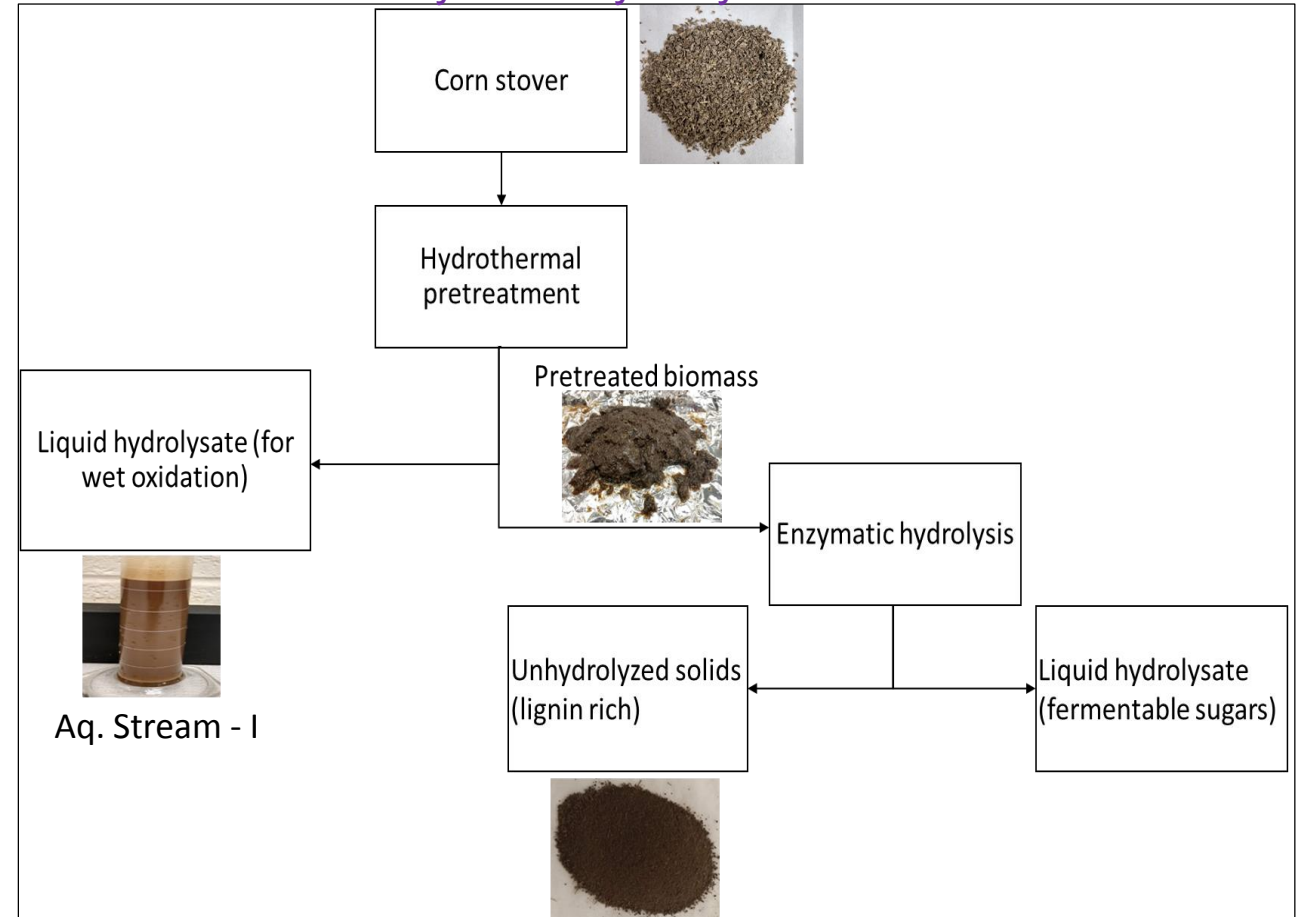 Corn stover
Hydrothermal
pretreatment
Pretreated biomass
Liquid hydrolysate (for
wet oxidation)
Enzymatic hydrolysis
Unhydrolyzed solids
(lignin rich)
Liquid hydrolysate
(fermentable sugars)
Aq. Stream - I